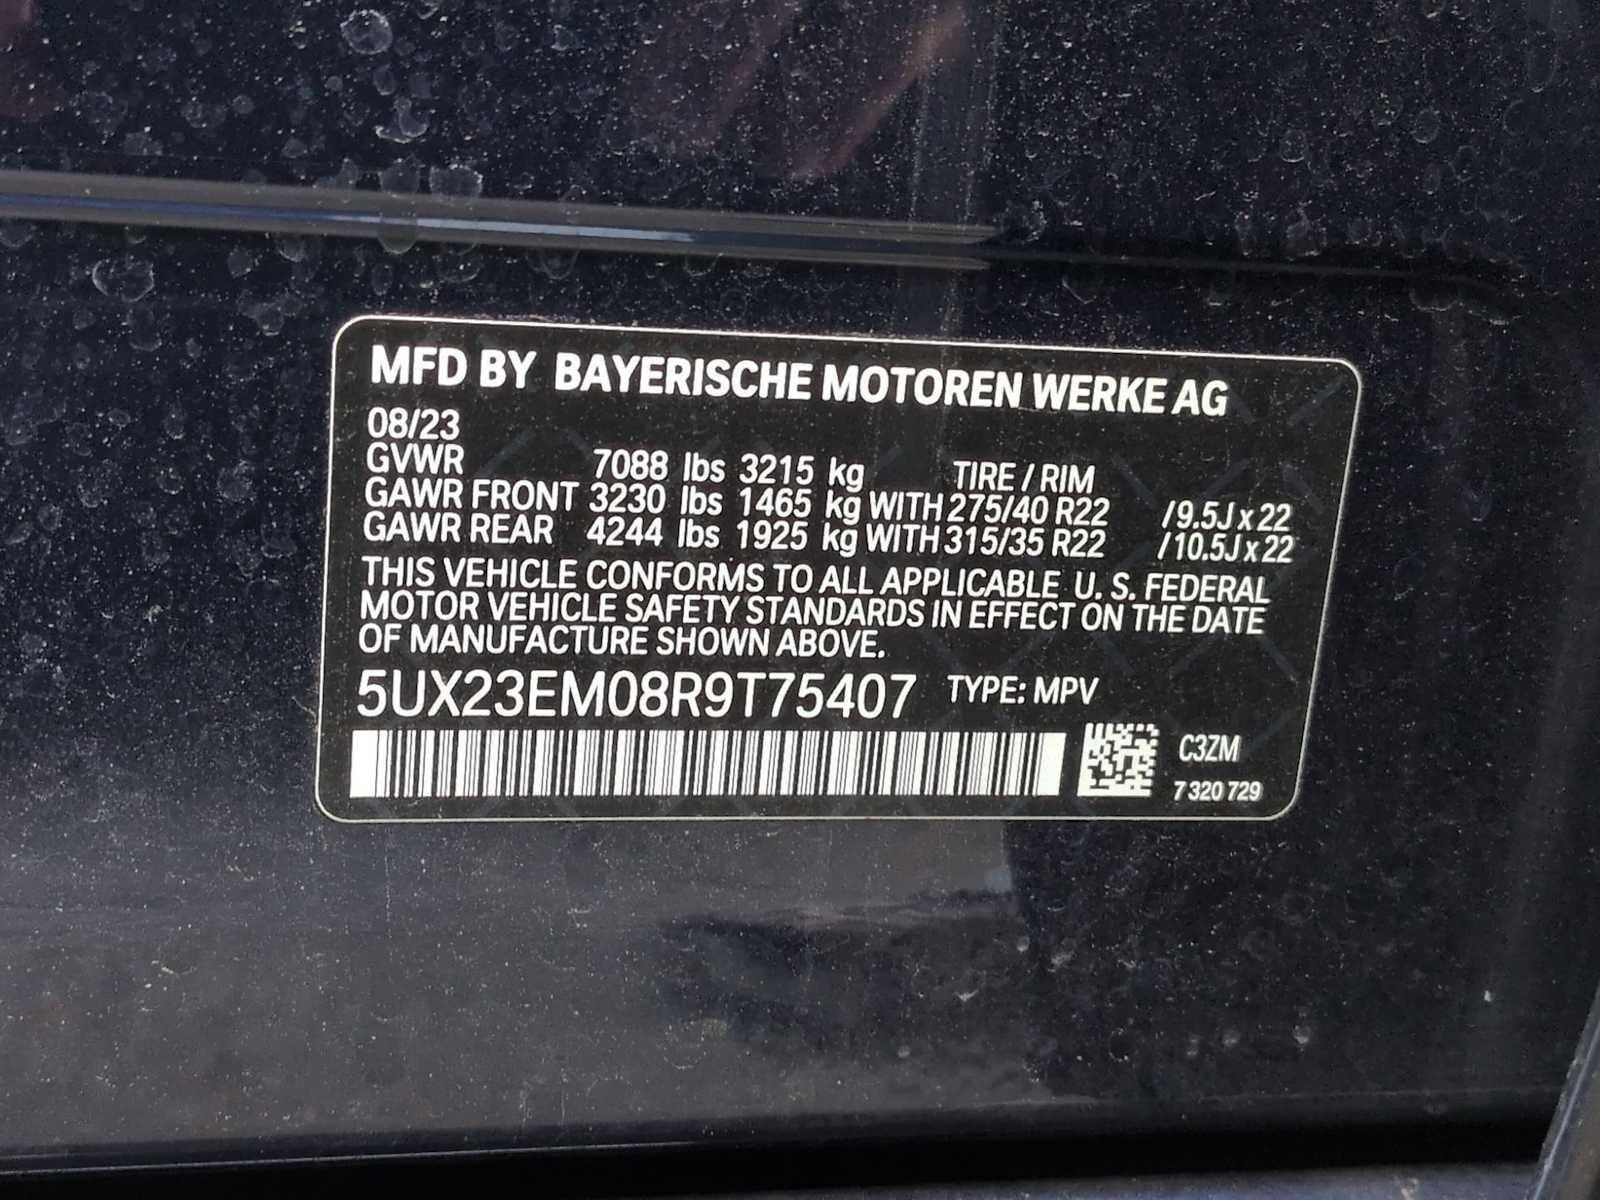 MFD BY BAYERISCHE MOTOREN WERKE AG
08/23
GVWR 7088 lbs 3215 kg TIRE / RIM
GAWR FRONT 3230 lbs 1465 kg WITH 275/40 R22 /9.5J x 22
GAWR REAR 4244 lbs 1925 kg WITH 315/35 R22 /10.5J x 22
THIS VEHICLE CONFORMS TO ALL APPLICABLE U. S. FEDERAL
MOTOR VEHICLE SAFETY STANDARDS IN EFFECT ON THE DATE
OF MANUFACTURE SHOWN ABOVE.
5UX23EM08R9T75407 TYPE: MPV
C3ZM
7 320 729